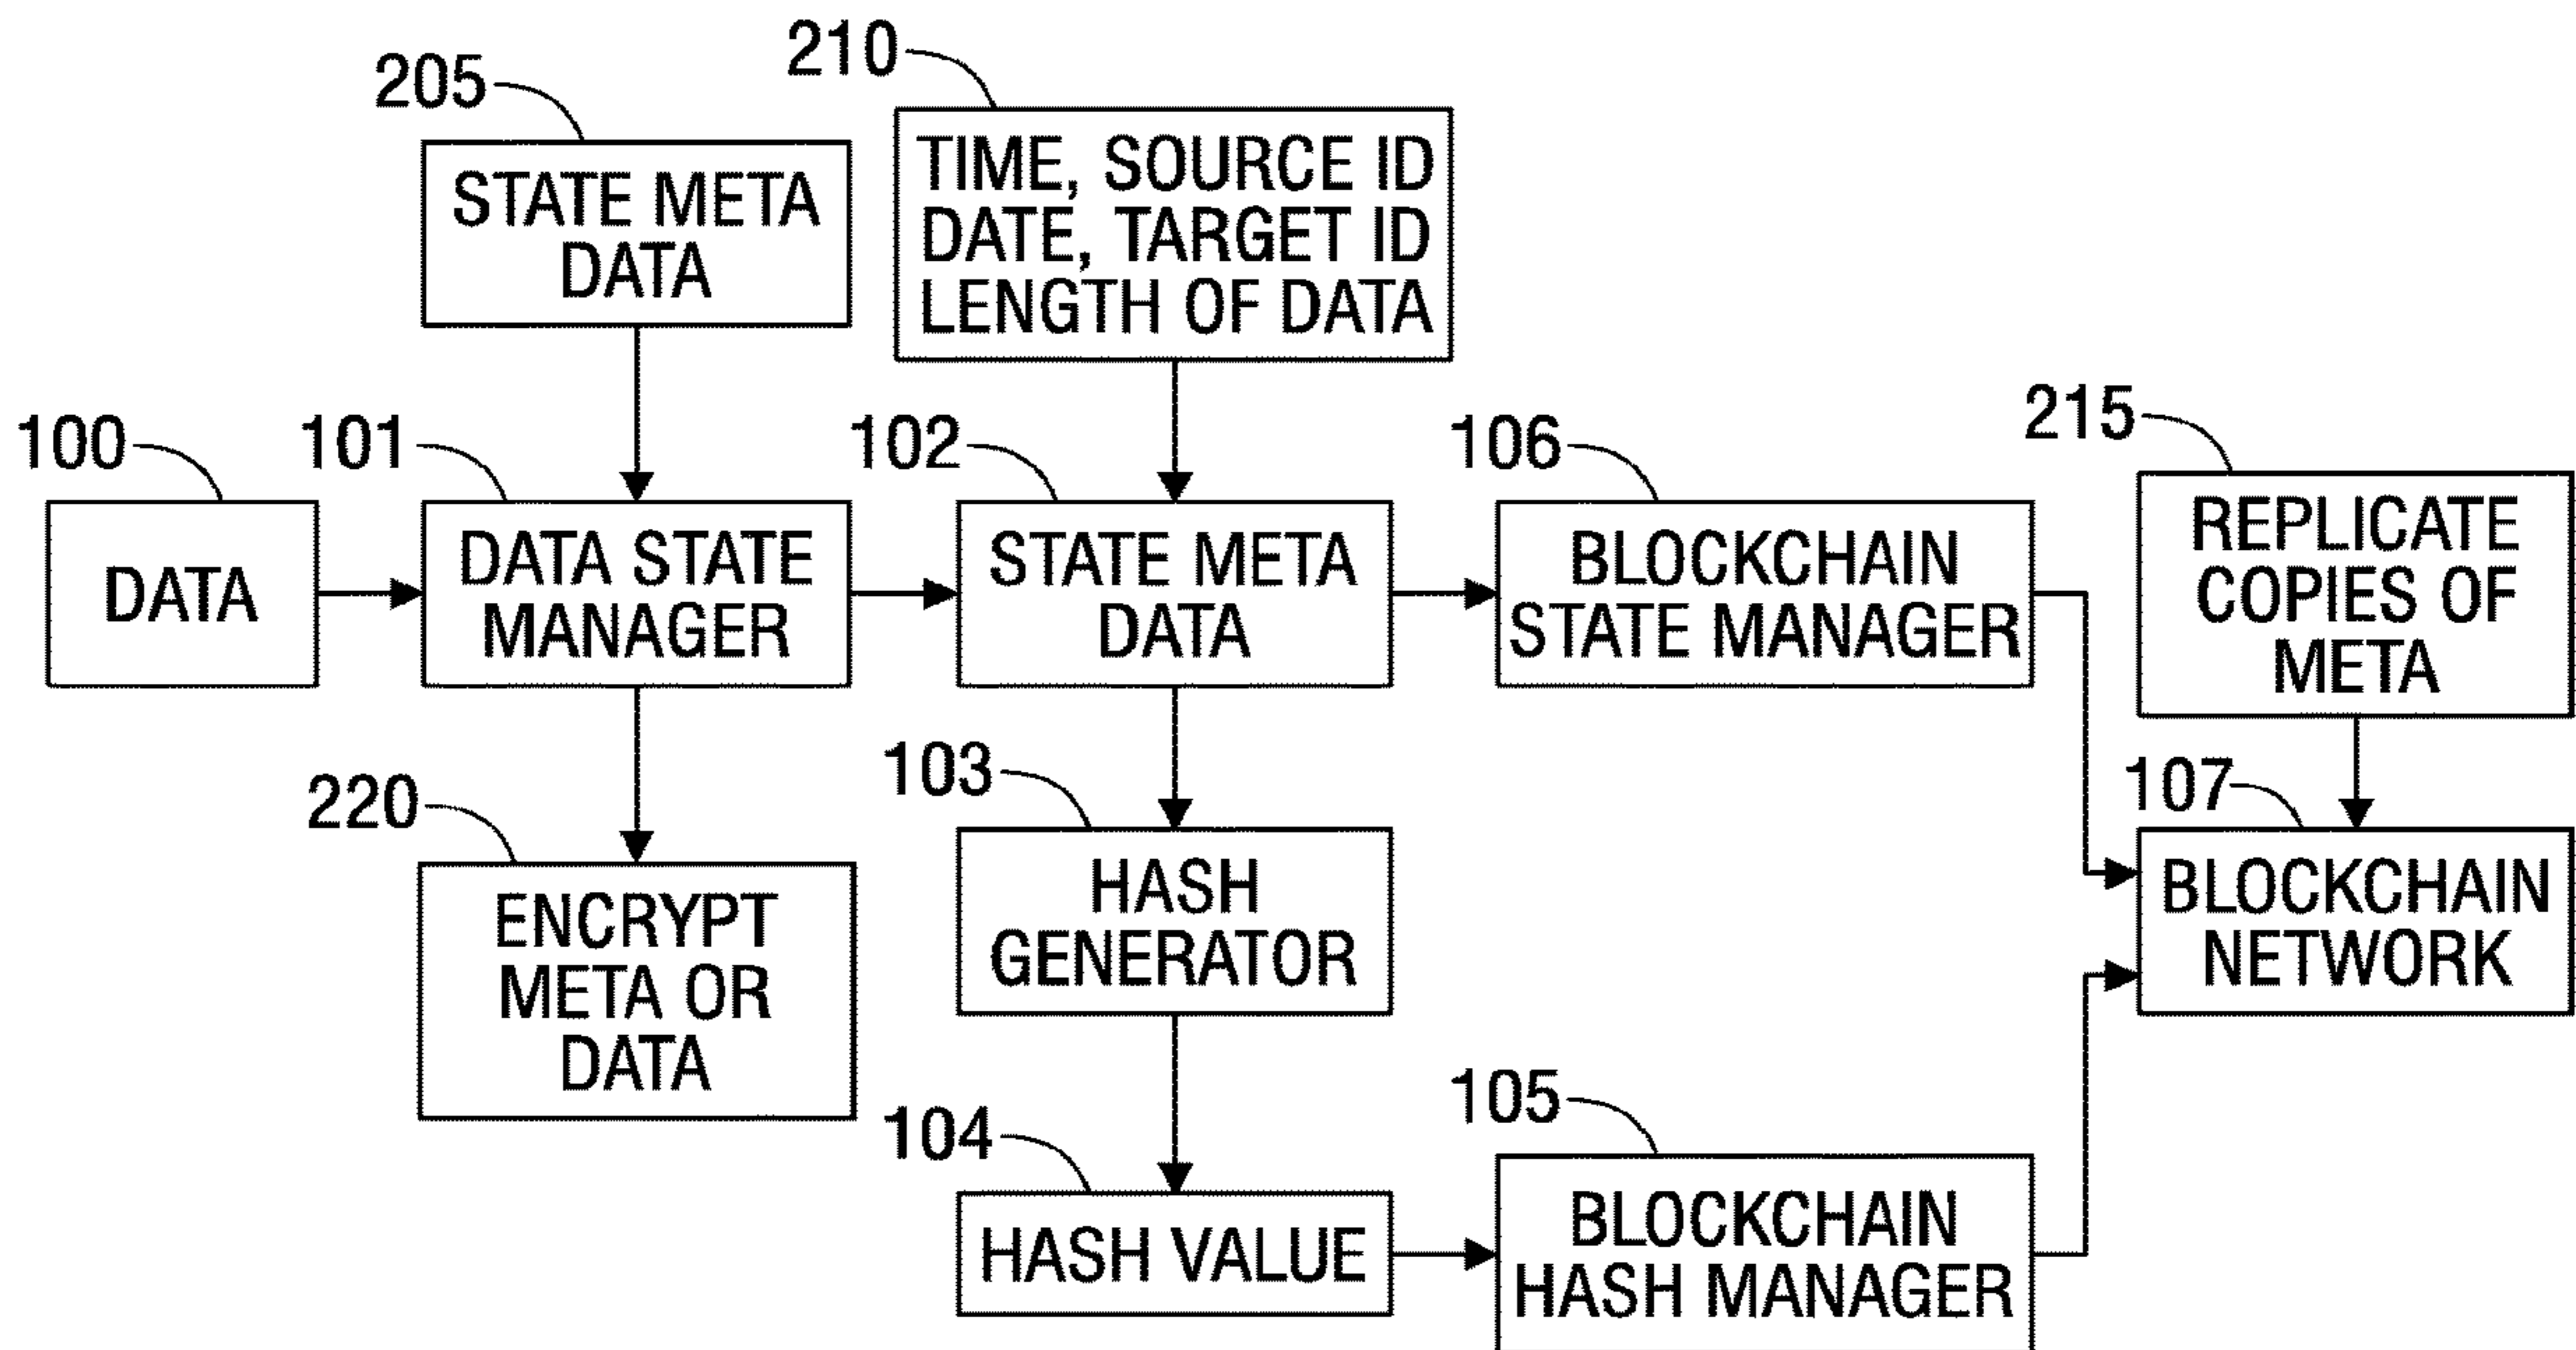 210
205
TIME, SOURCE ID
DATE, TARGET ID
LENGTH OF DATA
STATE META
DATA
100
101
102
106
215
DATA
DATA STATE
MANAGER
STATE META
DATA
BLOCKCHAIN
STATE MANAGER
REPLICATE
COPIES OF
META
220
103
107
ENCRYPT
META OR
DATA
HASH
GENERATOR
BLOCKCHAIN
NETWORK
104
105
HASH VALUE
BLOCKCHAIN
HASH MANAGER